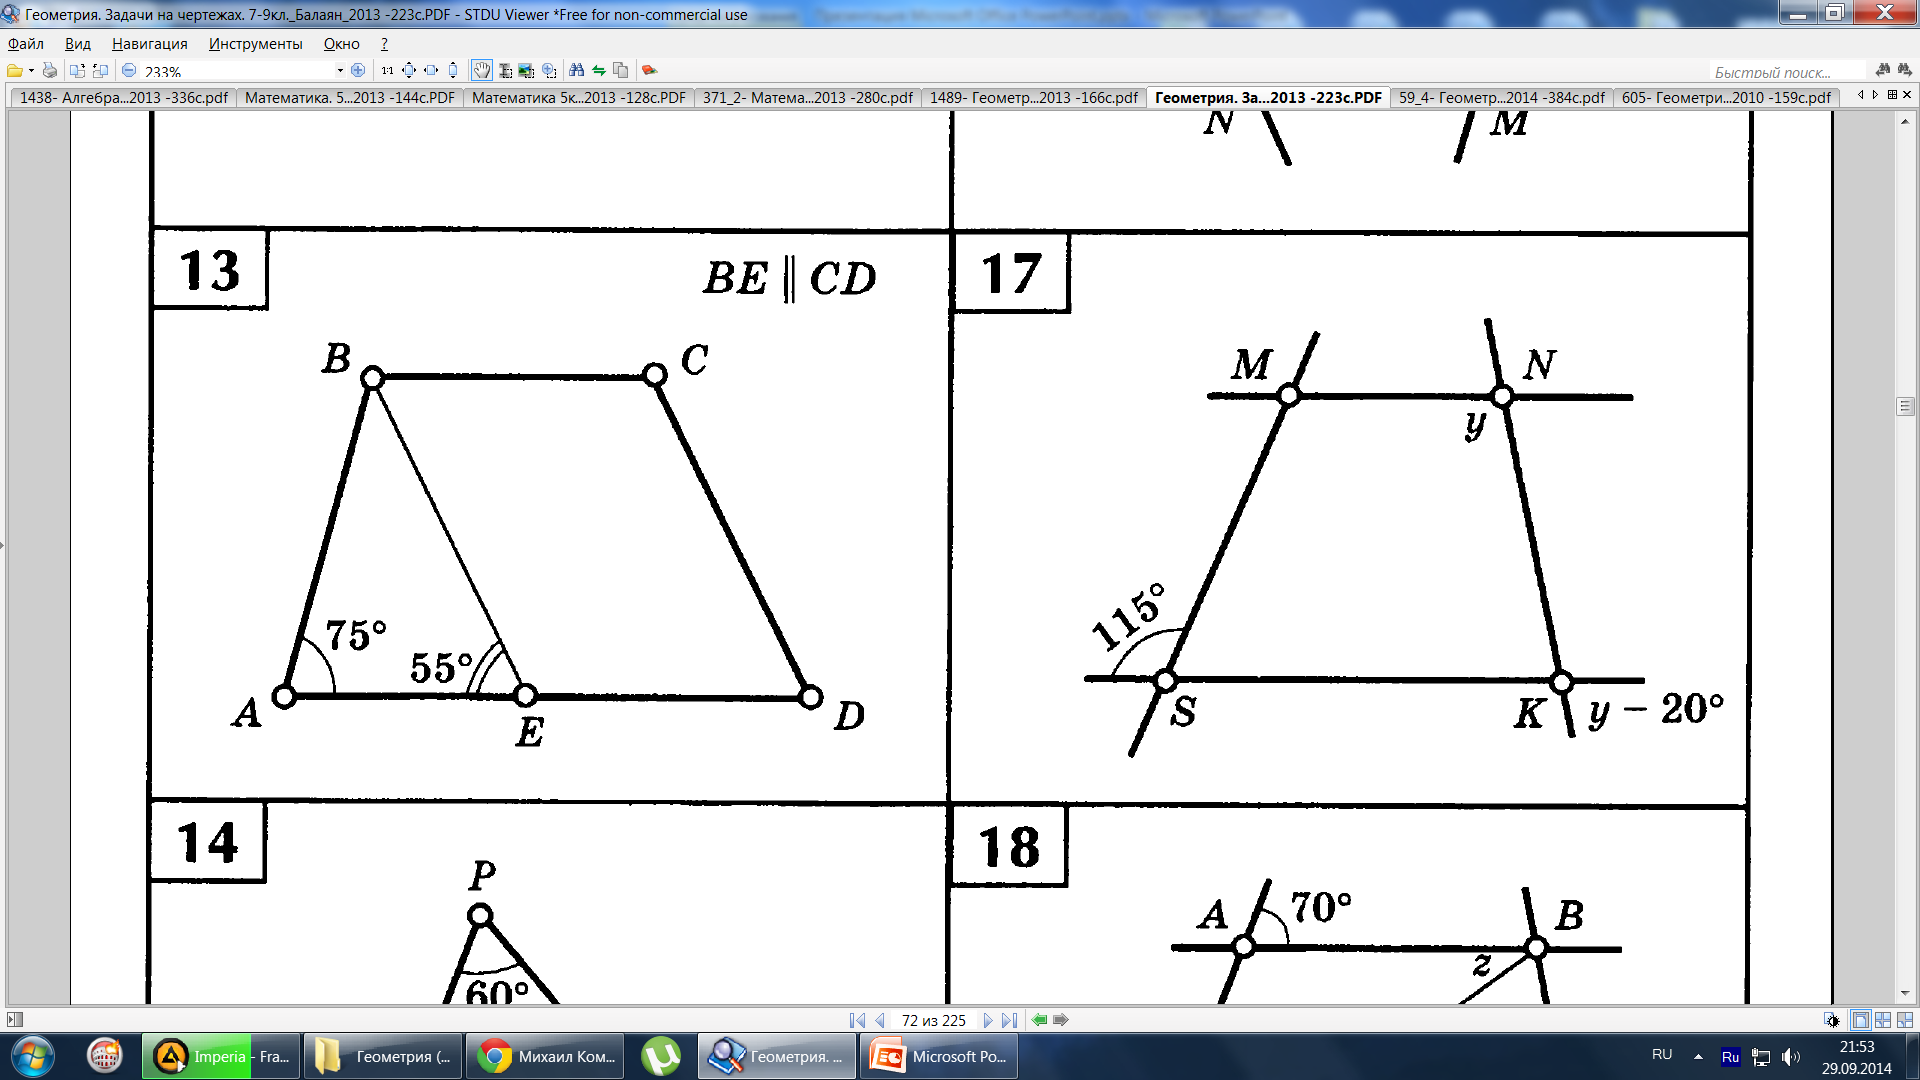 Геометрия. Задачи на чертежах. 7-9кл._Балаян_2013 -223с.PDF - STDU Viewer *Free for non-commercial use
Файл Вид Навигация Инструменты Окно ?
233% 1:1 Быстрый поиск...
1438- Алгебра...2013 -336с.pdf Математика. 5...2013 -144с.PDF Математика 5к...2013 -128с.PDF 371_2- Матема...2013 -280с.pdf 1489- Геометр...2013 -166с.pdf Геометрия. За...2013 -223с.PDF 59_4- Геометр...2014 -384с.pdf 605- Геометри...2010 -159с.pdf
N M
13 BE ∥ CD
B C
75° 55°
A E D
17
M N
y
115°
S K y − 20°
14
P
60°
18
A 70° B
z
72 из 225
Imperia - Fra... Геометрия (... Михаил Ком... Геометрия. ... Microsoft Po...
RU Ru 21:53
29.09.2014